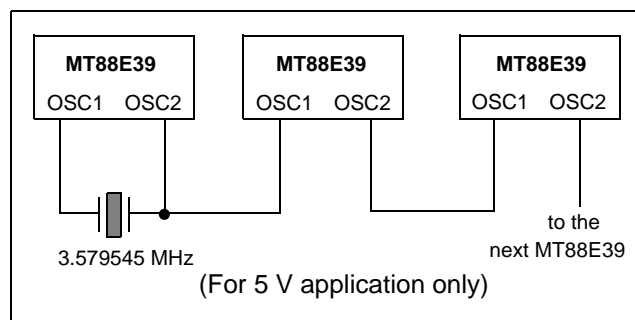 MT88E39
OSC1 OSC2
MT88E39
OSC1 OSC2
MT88E39
OSC1 OSC2
3.579545 MHz
to the
next MT88E39
(For 5 V application only)